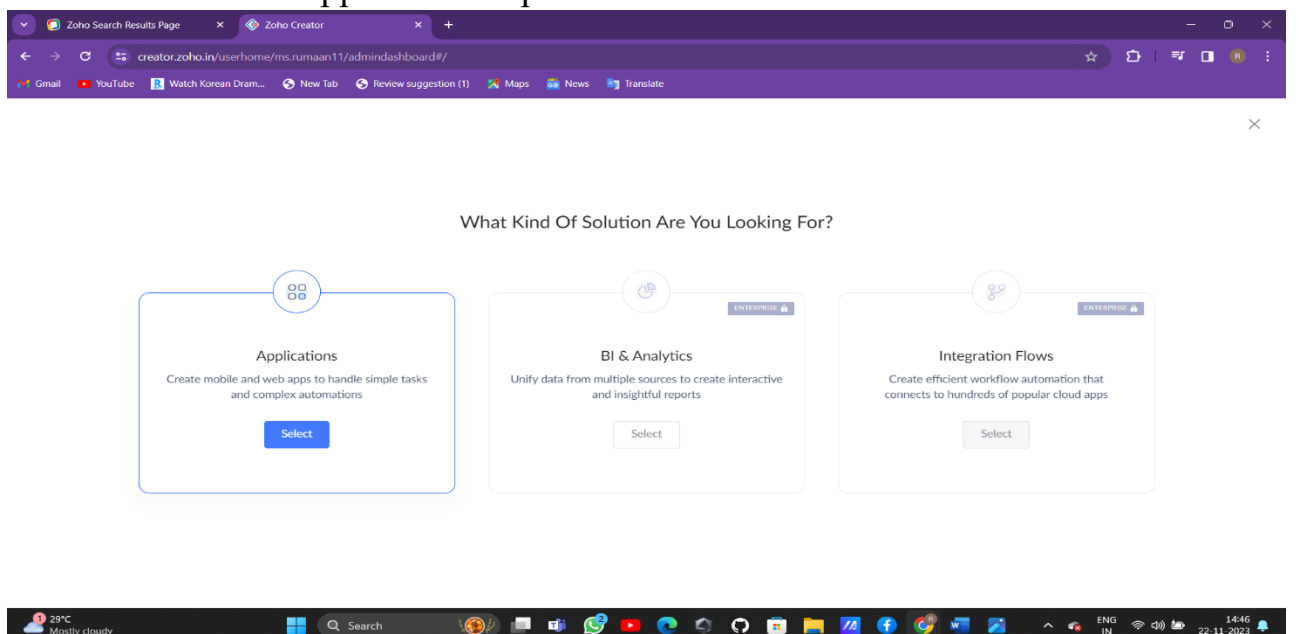 Zoho Search Results Page
Zoho Creator
creator.zoho.in/userhome/ms.rumaan11/admindashboard#/
R
Gmail
YouTube
Watch Korean Dram...
New Tab
Review suggestion (1)
Maps
News
Translate
What Kind Of Solution Are You Looking For?
Applications
Create mobile and web apps to handle simple tasks
and complex automations
Select
ENTERPRISE
BI & Analytics
Unify data from multiple sources to create interactive
and insightful reports
Select
ENTERPRISE
Integration Flows
Create efficient workflow automation that
connects to hundreds of popular cloud apps
Select
1
29°C
Mostly cloudy
Search
ENG
IN
14:46
22-11-2023